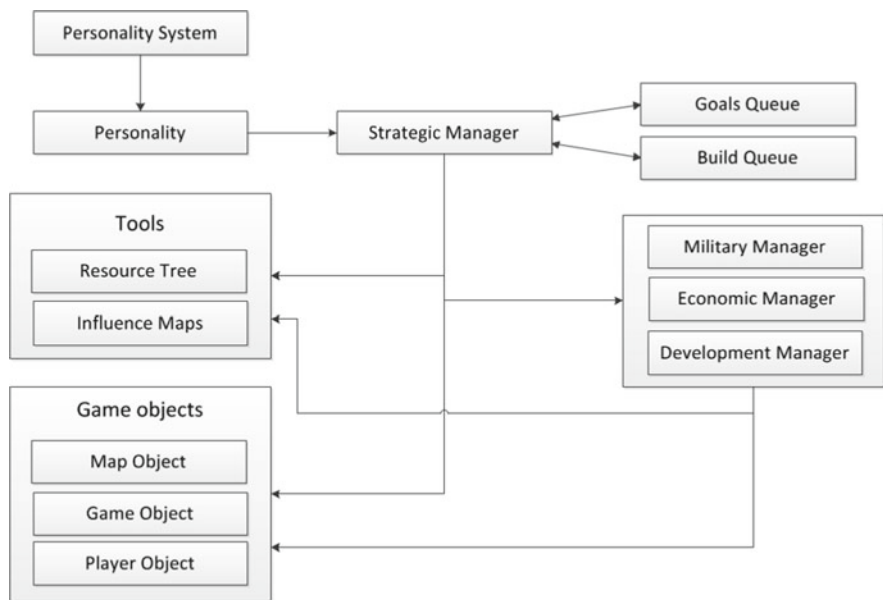 Personality System
Personality
Strategic Manager
Goals Queue
Build Queue
Tools
Resource Tree
Influence Maps
Military Manager
Economic Manager
Development Manager
Game objects
Map Object
Game Object
Player Object